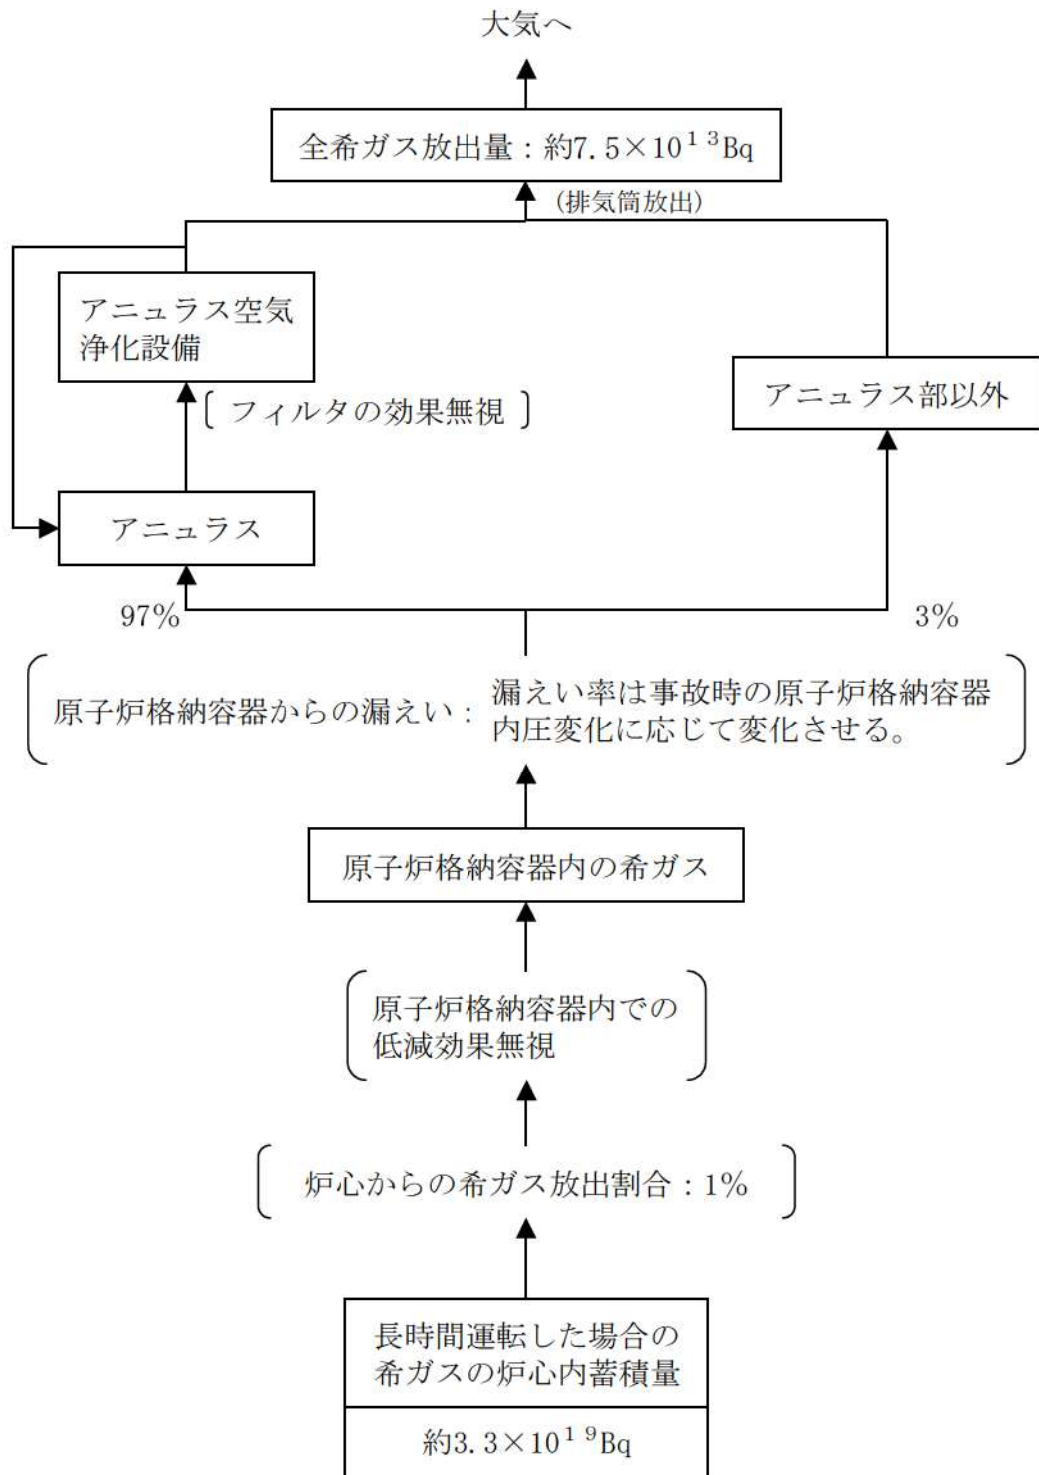 大気へ
全希ガス放出量：約7.5×10¹³Bq
(排気筒放出)
アニュラス空気
浄化設備
アニュラス部以外
〔 フィルタの効果無視 〕
アニュラス
97%
3%
原子炉格納容器からの漏えい：
漏えい率は事故時の原子炉格納容器
内圧変化に応じて変化させる。
原子炉格納容器内の希ガス
原子炉格納容器内での
低減効果無視
炉心からの希ガス放出割合：1%
長時間運転した場合の
希ガスの炉心内蓄積量
約3.3×10¹⁹Bq